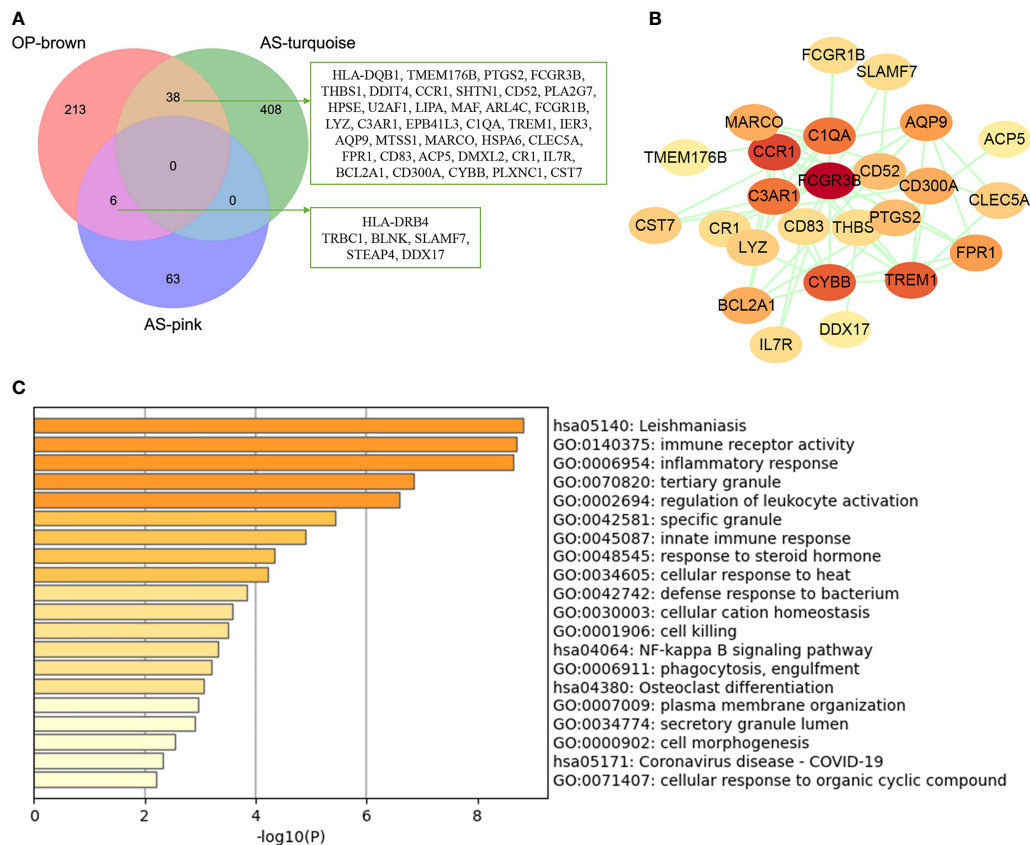 A
OP-brown
AS-turquoise
213
38
408
0
6
0
63
AS-pink
HLA-DQB1, TMEM176B, PTGS2, FCGR3B,
THBS1, DDIT4, CCR1, SHTN1, CD52, PLA2G7,
HPSE, U2AF1, LIPA, MAF, ARL4C, FCGR1B,
LYZ, C3AR1, EPB41L3, C1QA, TREM1, IER3,
AQP9, MTSS1, MARCO, HSPA6, CLEC5A,
FPR1, CD83, ACP5, DMXL2, CR1, IL7R,
BCL2A1, CD300A, CYBB, PLXNC1, CST7
HLA-DRB4
TRBC1, BLNK, SLAMF7,
STEAP4, DDX17
B
FCGR1B
SLAMF7
MARCO
C1QA
AQP9
ACP5
TMEM176B
CCR1
FCGR3B
CD52
CD300A
C3AR1
CLEC5A
CST7
CR1
CD83
THBS
PTGS2
LYZ
FPR1
CYBB
TREM1
BCL2A1
DDX17
IL7R
C
hsa05140: Leishmaniasis
GO:0140375: immune receptor activity
GO:0006954: inflammatory response
GO:0070820: tertiary granule
GO:0002694: regulation of leukocyte activation
GO:0042581: specific granule
GO:0045087: innate immune response
GO:0048545: response to steroid hormone
GO:0034605: cellular response to heat
GO:0042742: defense response to bacterium
GO:0030003: cellular cation homeostasis
GO:0001906: cell killing
hsa04064: NF-kappa B signaling pathway
GO:0006911: phagocytosis, engulfment
hsa04380: Osteoclast differentiation
GO:0007009: plasma membrane organization
GO:0034774: secretory granule lumen
GO:0000902: cell morphogenesis
hsa05171: Coronavirus disease - COVID-19
GO:0071407: cellular response to organic cyclic compound
0 2 4 6 8
-log10(P)